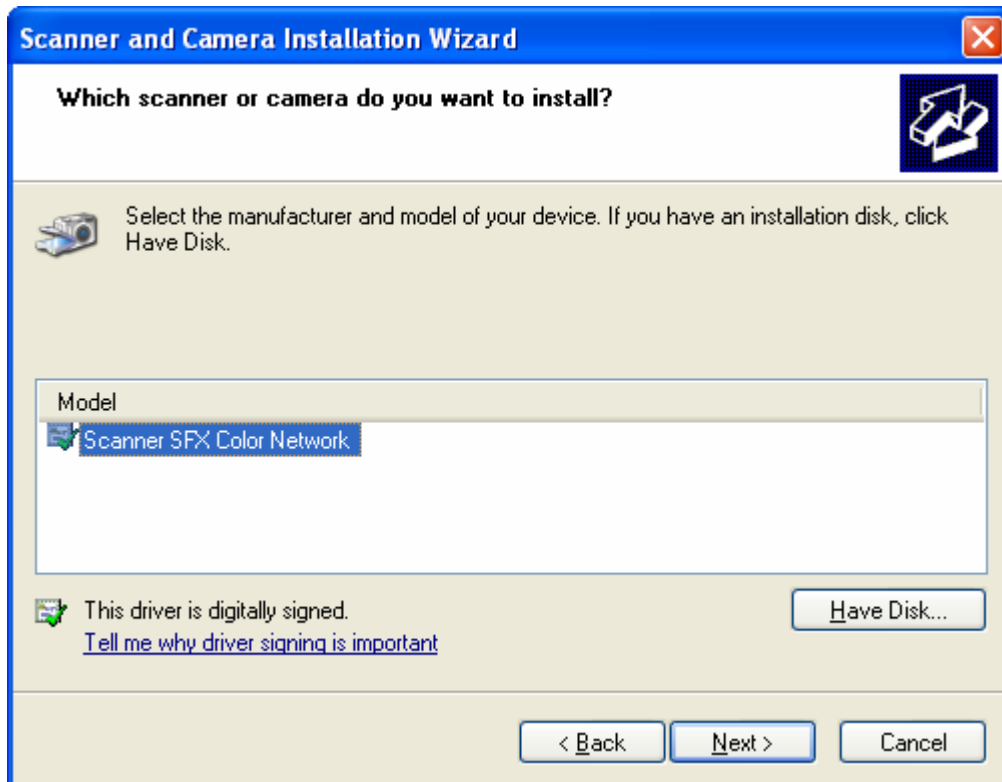 Scanner and Camera Installation Wizard
Which scanner or camera do you want to install?
Select the manufacturer and model of your device. If you have an installation disk, click
Have Disk.
Model
Scanner SFX Color Network
This driver is digitally signed.
Have Disk...
Tell me why driver signing is important
< Back
Next >
Cancel